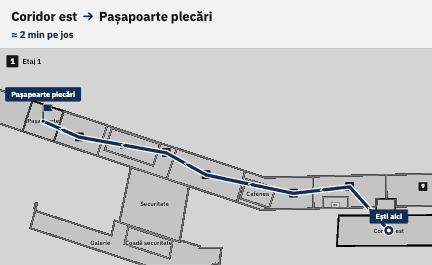 Coridor est → Pașapoarte plecări
≈ 2 min pe jos
1 Etaj 1
Pașapoarte plecări
Cafenea
9
Securitate
Ești aici
Galerie
Coadă securitate